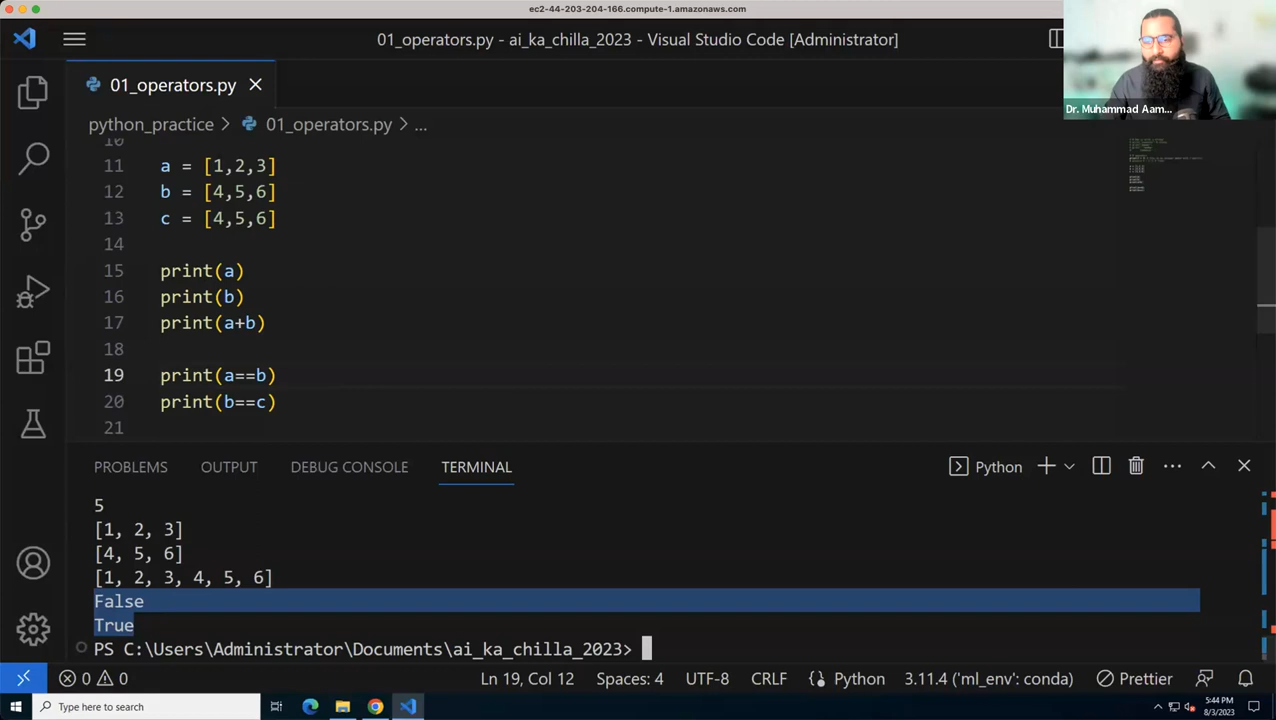 ec2-44-203-204-166.compute-1.amazonaws.com
01_operators.py - ai_ka_chilla_2023 - Visual Studio Code [Administrator]
Dr. Muhammad Aam...
01_operators.py
python_practice > 01_operators.py > ...
10
11 a = [1,2,3]
12 b = [4,5,6]
13 c = [4,5,6]
14
15 print(a)
16 print(b)
17 print(a+b)
18
19 print(a==b)
20 print(b==c)
21
PROBLEMS OUTPUT DEBUG CONSOLE TERMINAL Python
5
[1, 2, 3]
[4, 5, 6]
[1, 2, 3, 4, 5, 6]
False
True
PS C:\Users\Administrator\Documents\ai_ka_chilla_2023>
0 0 Ln 19, Col 12 Spaces: 4 UTF-8 CRLF Python 3.11.4 ('ml_env': conda) Prettier
Type here to search
5:44 PM
8/3/2023